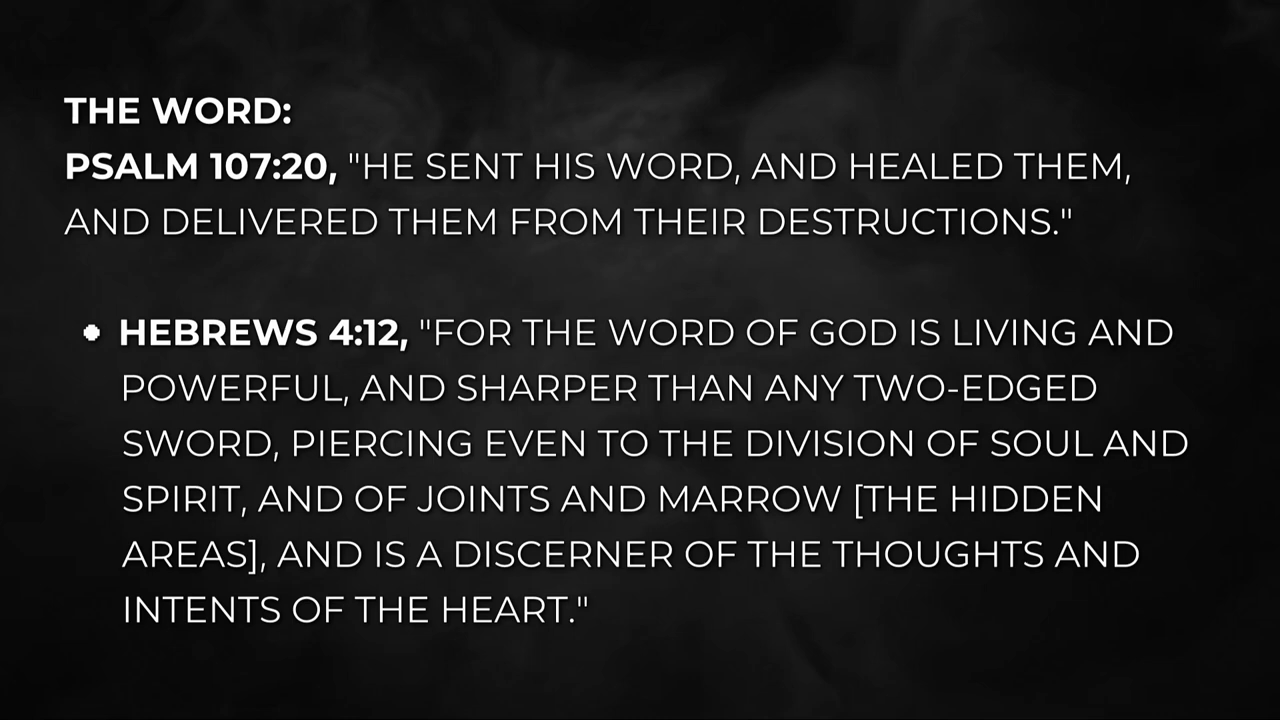 THE WORD:
PSALM 107:20, "HE SENT HIS WORD, AND HEALED THEM,
AND DELIVERED THEM FROM THEIR DESTRUCTIONS."
• HEBREWS 4:12, "FOR THE WORD OF GOD IS LIVING AND
POWERFUL, AND SHARPER THAN ANY TWO-EDGED
SWORD, PIERCING EVEN TO THE DIVISION OF SOUL AND
SPIRIT, AND OF JOINTS AND MARROW [THE HIDDEN
AREAS], AND IS A DISCERNER OF THE THOUGHTS AND
INTENTS OF THE HEART."